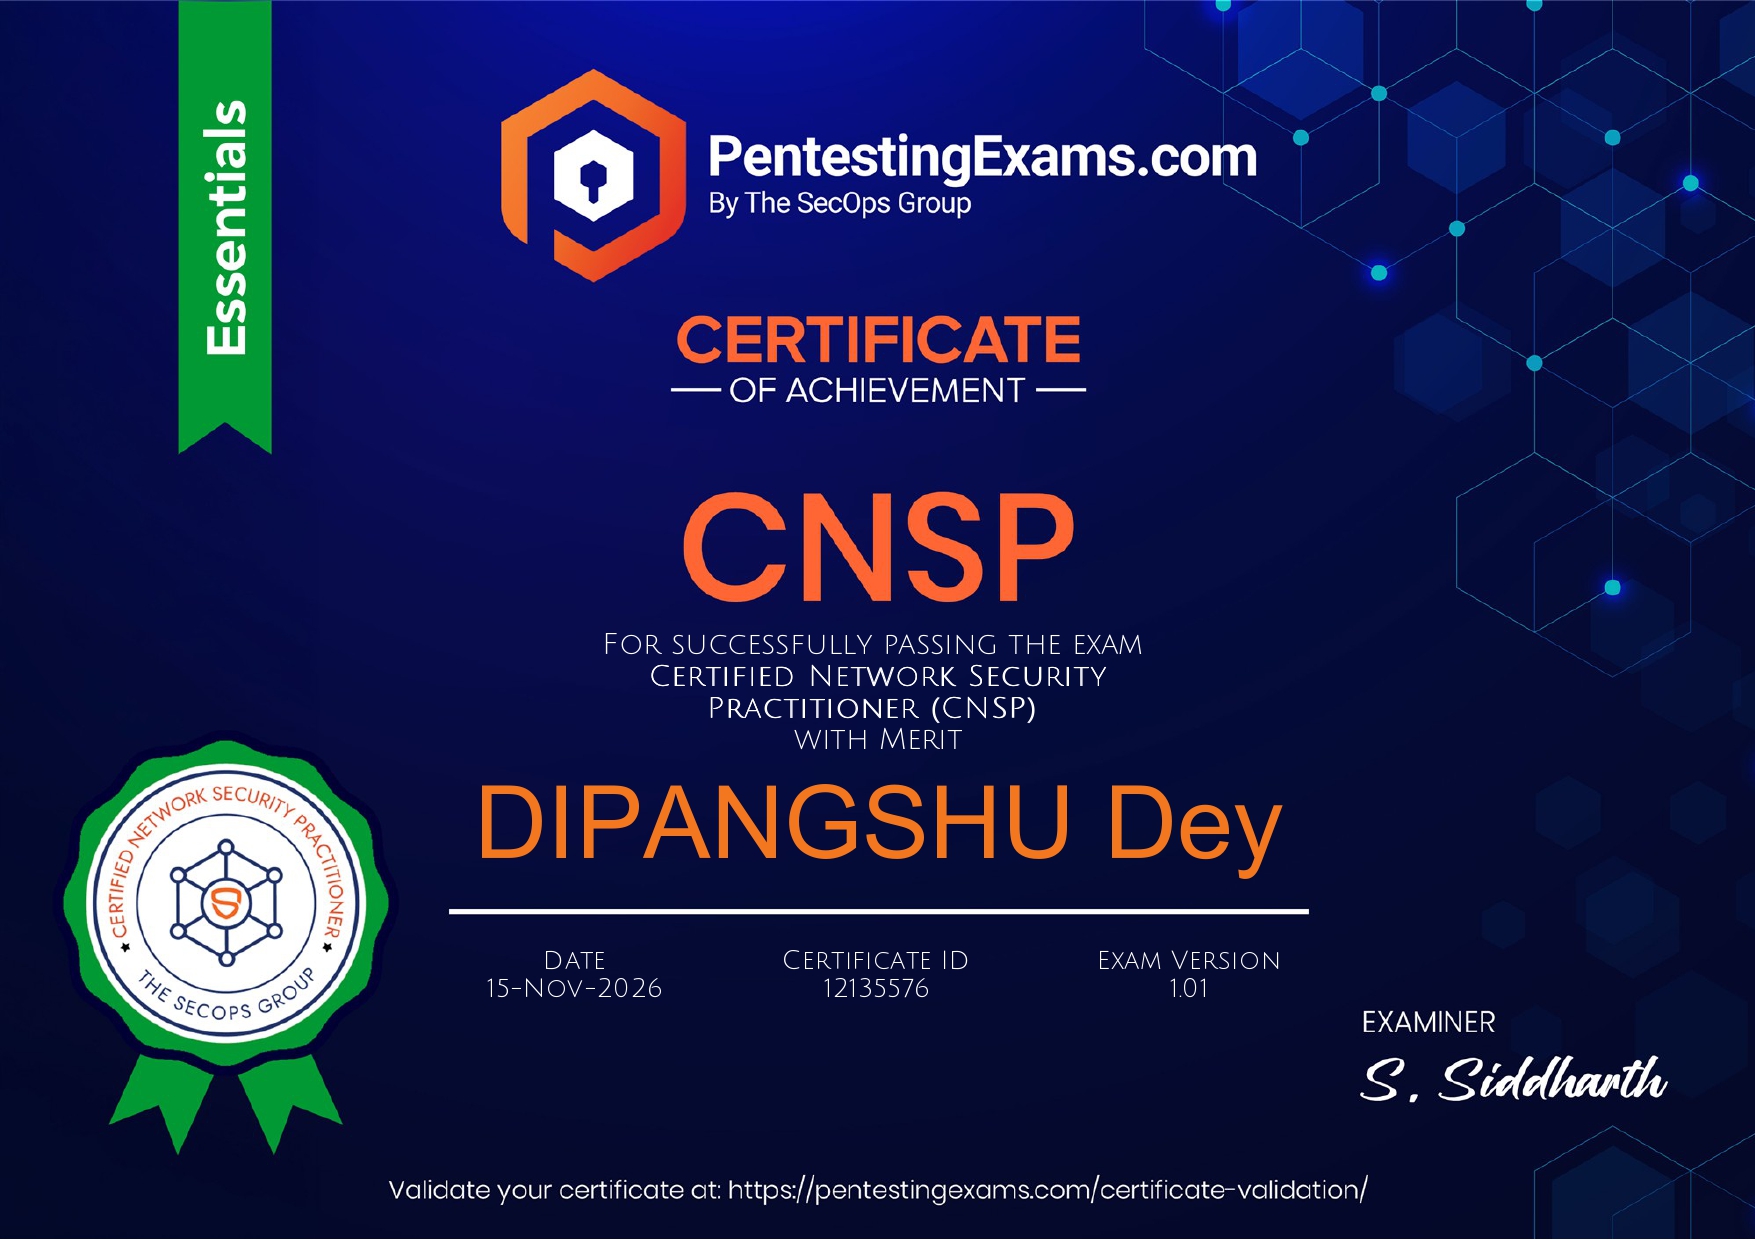 Essentials
PentestingExams.com
By The SecOps Group
CERTIFICATE
OF ACHIEVEMENT
CNSP
For successfully passing the exam
Certified Network Security
Practitioner (CNSP)
with Merit
DIPANGSHU Dey
CERTIFIED NETWORK SECURITY PRACTITIONER
THE SECOPS GROUP
Date
15-Nov-2026
Certificate ID
12135576
Exam Version
1.01
EXAMINER
S. Siddharth
Validate your certificate at: https://pentestingexams.com/certificate-validation/